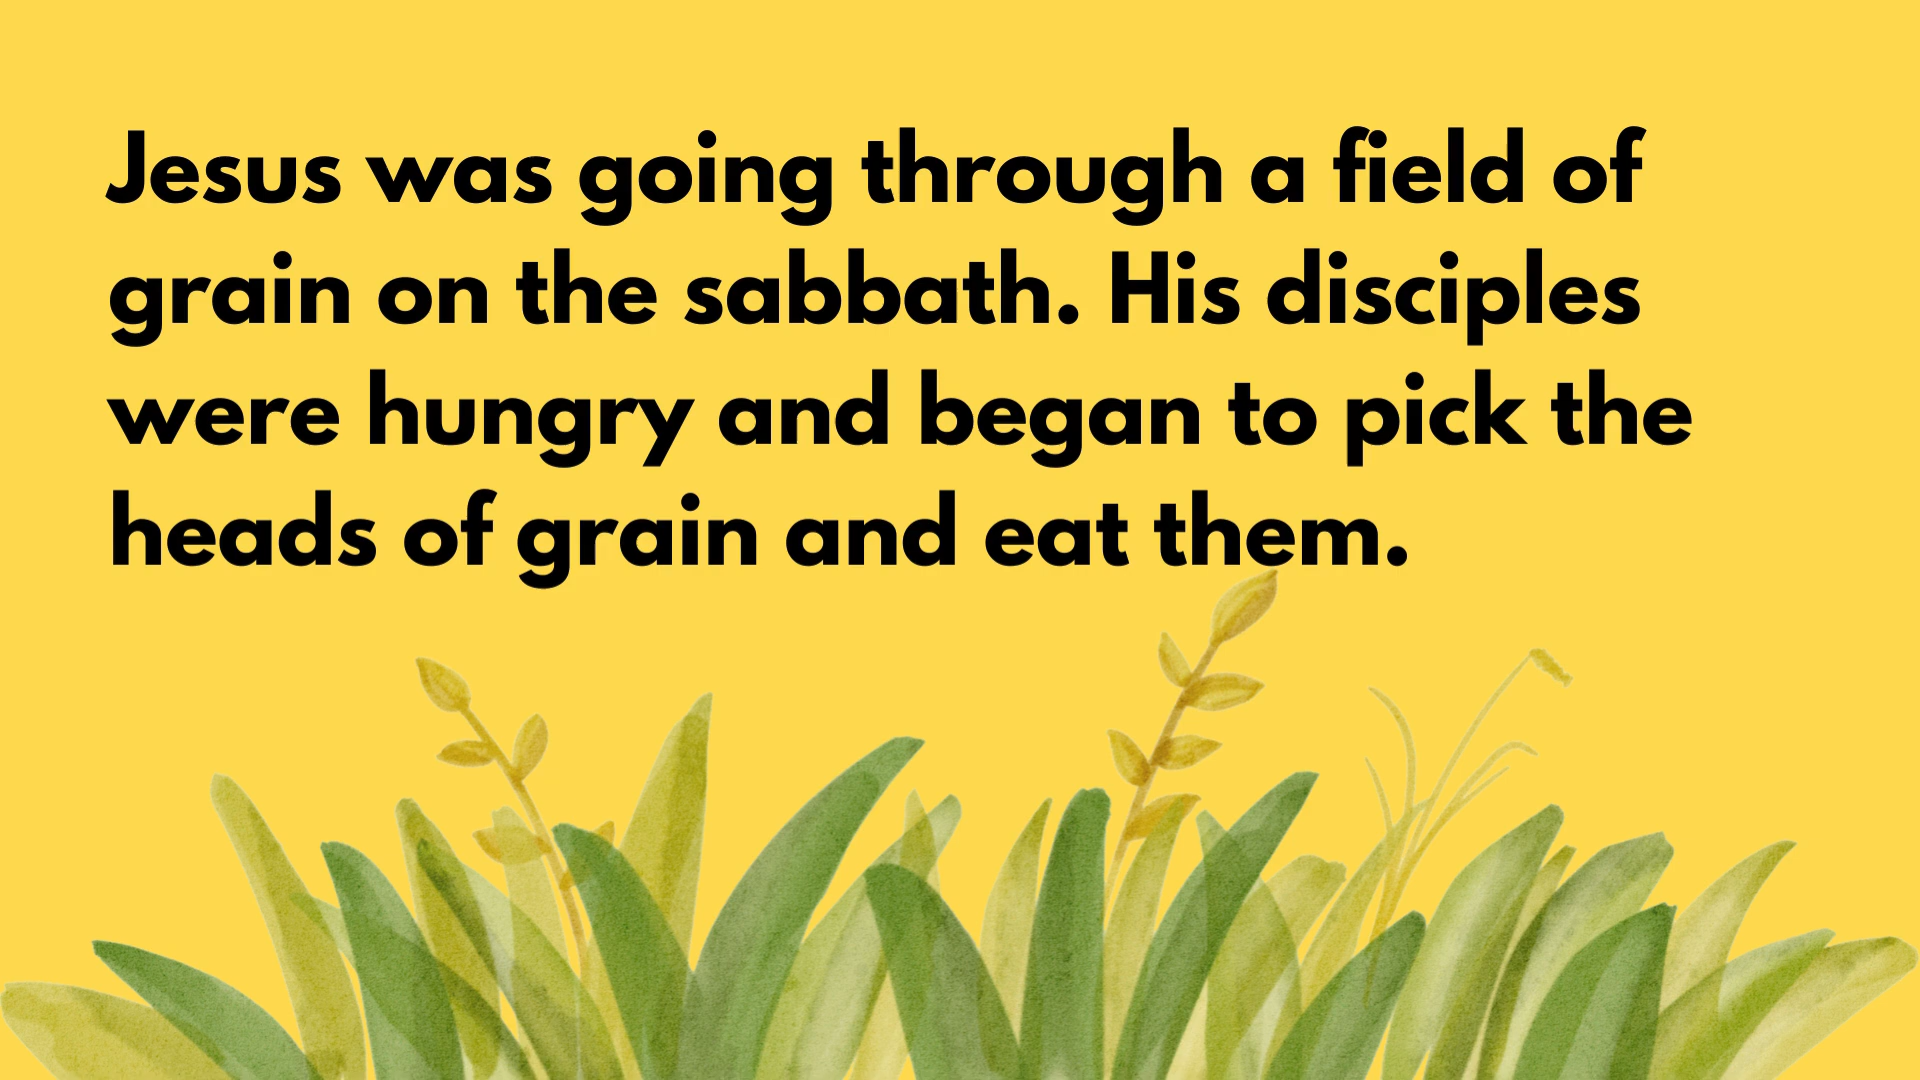 Jesus was going through a field of
grain on the sabbath. His disciples
were hungry and began to pick the
heads of grain and eat them.